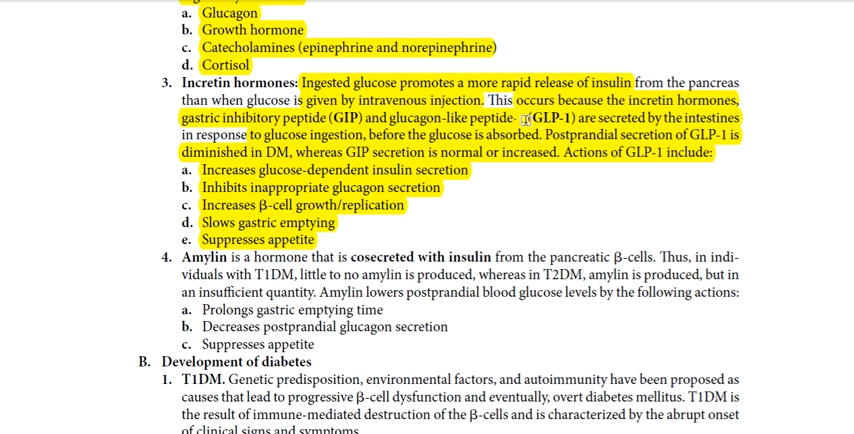 a. Glucagon
b. Growth hormone
c. Catecholamines (epinephrine and norepinephrine)
d. Cortisol
3. Incretin hormones: Ingested glucose promotes a more rapid release of insulin from the pancreas
than when glucose is given by intravenous injection. This occurs because the incretin hormones,
gastric inhibitory peptide (GIP) and glucagon-like peptide- (GLP-1) are secreted by the intestines
in response to glucose ingestion, before the glucose is absorbed. Postprandial secretion of GLP-1 is
diminished in DM, whereas GIP secretion is normal or increased. Actions of GLP-1 include:
a. Increases glucose-dependent insulin secretion
b. Inhibits inappropriate glucagon secretion
c. Increases β-cell growth/replication
d. Slows gastric emptying
e. Suppresses appetite
4. Amylin is a hormone that is cosecreted with insulin from the pancreatic β-cells. Thus, in indi-
viduals with T1DM, little to no amylin is produced, whereas in T2DM, amylin is produced, but in
an insufficient quantity. Amylin lowers postprandial blood glucose levels by the following actions:
a. Prolongs gastric emptying time
b. Decreases postprandial glucagon secretion
c. Suppresses appetite
B. Development of diabetes
1. T1DM. Genetic predisposition, environmental factors, and autoimmunity have been proposed as
causes that lead to progressive β-cell dysfunction and eventually, overt diabetes mellitus. T1DM is
the result of immune-mediated destruction of the β-cells and is characterized by the abrupt onset
of clinical signs and symptoms.